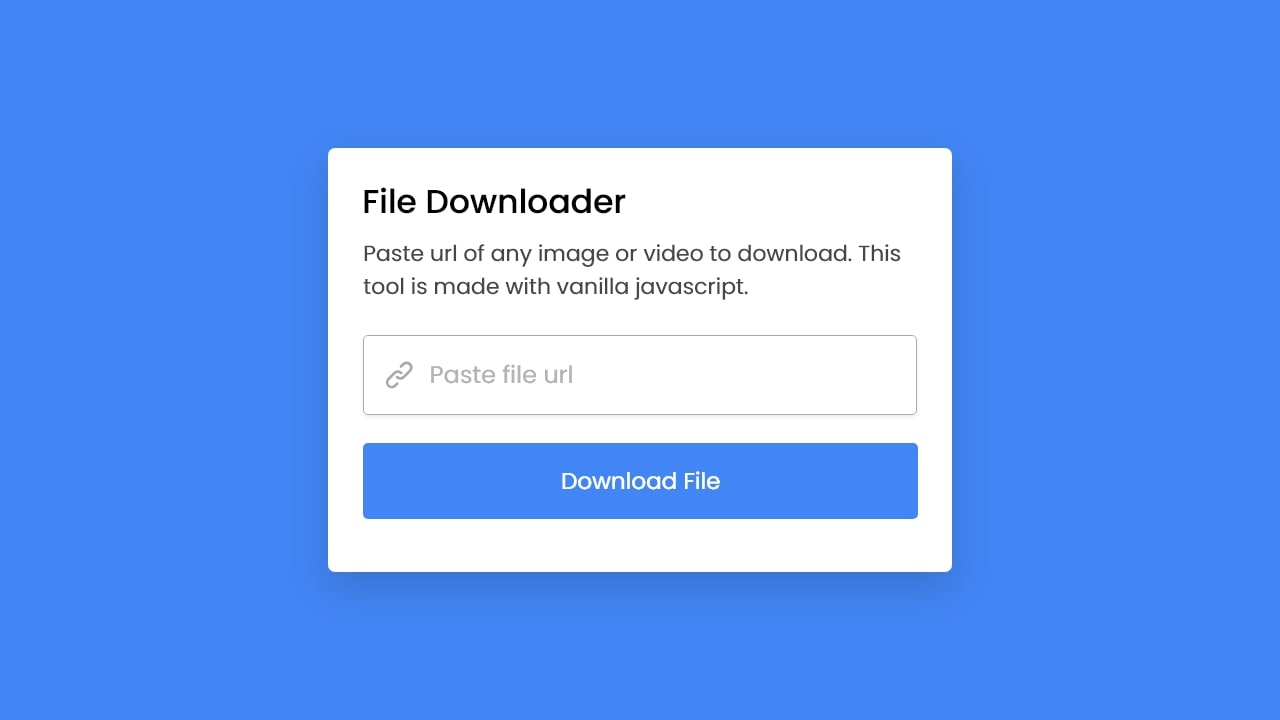 File Downloader
Paste url of any image or video to download. This
tool is made with vanilla javascript.
Paste file url
Download File